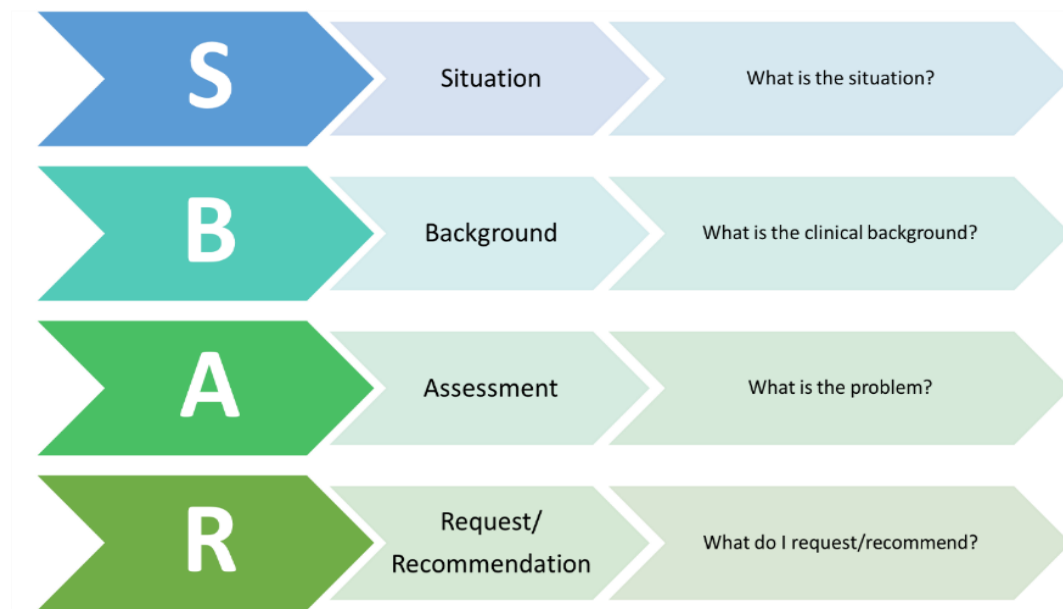 S
Situation
What is the situation?
B
Background
What is the clinical background?
A
Assessment
What is the problem?
R
Request/
Recommendation
What do I request/recommend?